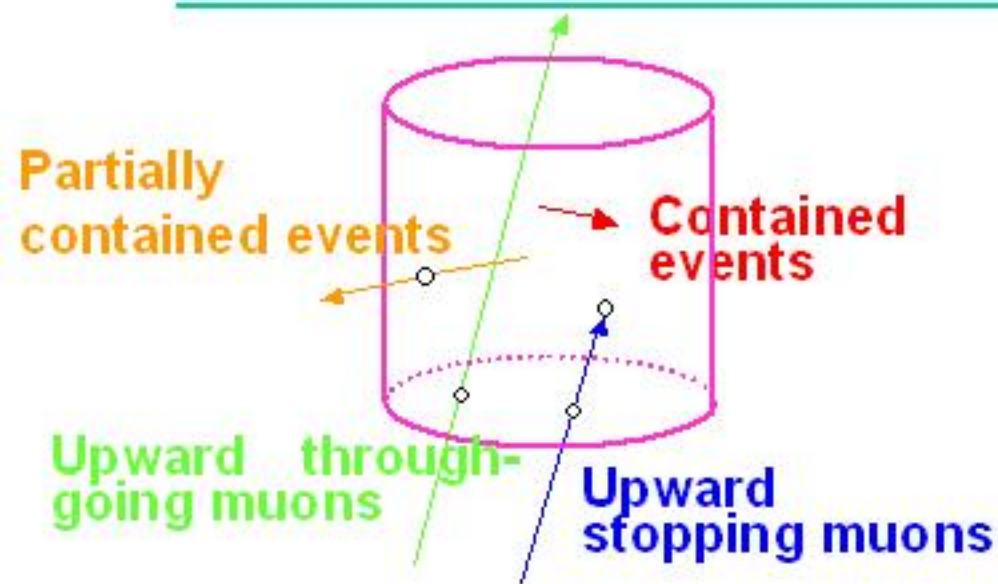 Partially
contained events
Contained
events
Upward through-
going muons
Upward
stopping muons